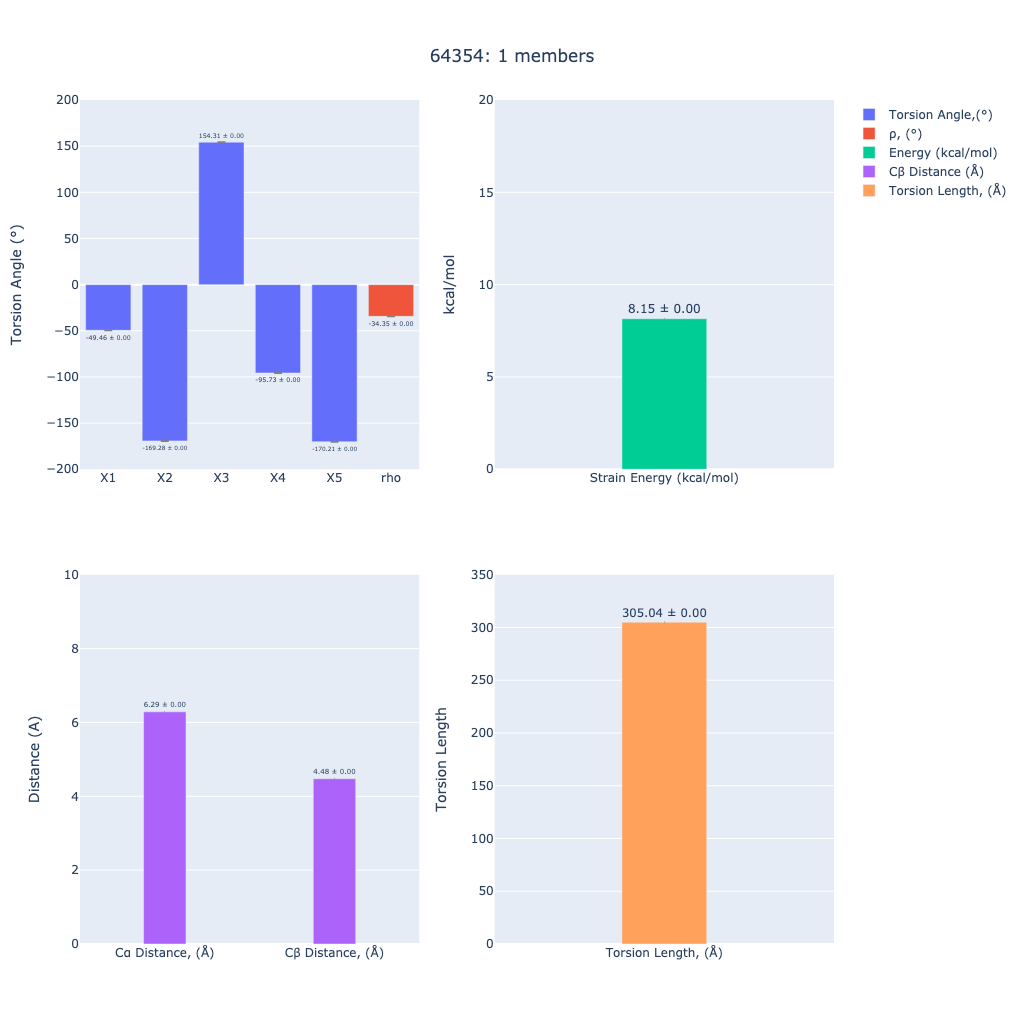 64354: 1 members
Torsion Angle (°)
200
150
100
50
0
−50
−100
−150
−200
154.31 ± 0.00
-49.46 ± 0.00
-34.35 ± 0.00
-95.73 ± 0.00
-169.28 ± 0.00
-170.21 ± 0.00
X1 X2 X3 X4 X5 rho
kcal/mol
20
15
10
5
0
8.15 ± 0.00
Strain Energy (kcal/mol)
Torsion Angle,(°)
ρ, (°)
Energy (kcal/mol)
Cβ Distance (Å)
Torsion Length, (Å)
Distance (A)
10
8
6
4
2
0
6.29 ± 0.00
4.48 ± 0.00
Cα Distance, (Å) Cβ Distance, (Å)
Torsion Length
350
300
250
200
150
100
50
0
305.04 ± 0.00
Torsion Length, (Å)